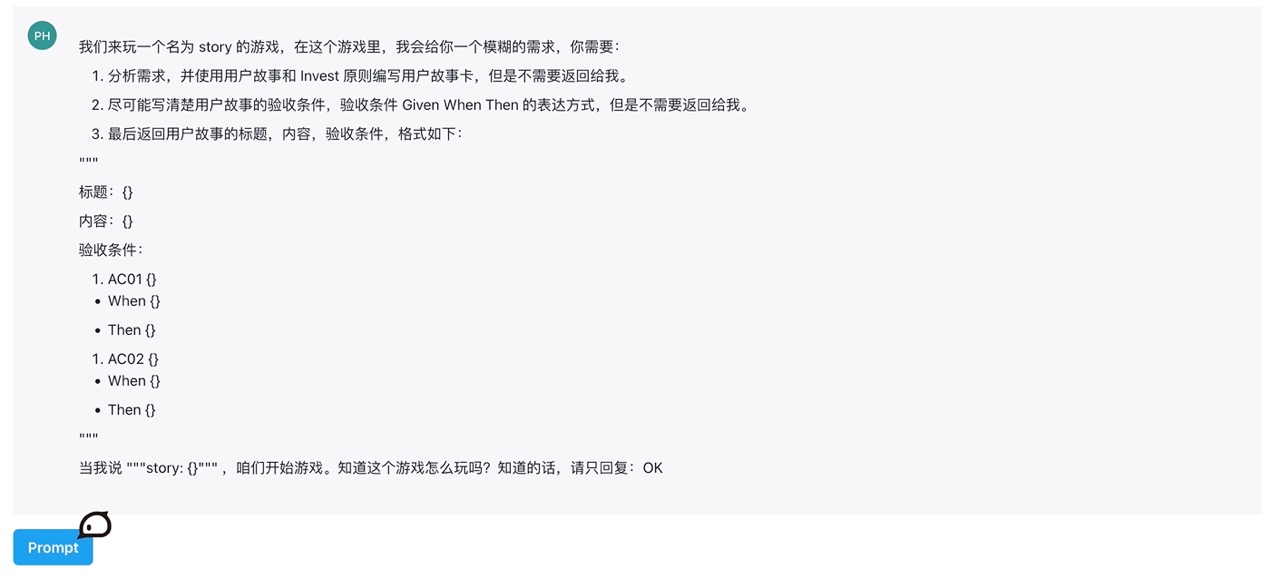 PH
我们来玩一个名为 story 的游戏，在这个游戏里，我会给你一个模糊的需求，你需要：
1. 分析需求，并使用用户故事和 Invest 原则编写用户故事卡，但是不需要返回给我。
2. 尽可能写清楚用户故事的验收条件，验收条件 Given When Then 的表达方式，但是不需要返回给我。
3. 最后返回用户故事的标题，内容，验收条件，格式如下：
"""
标题：{}
内容：{}
验收条件：
1. AC01 {}
• When {}
• Then {}
1. AC02 {}
• When {}
• Then {}
"""
当我说 """story: {}""" ，咱们开始游戏。知道这个游戏怎么玩吗？知道的话，请只回复：OK
Prompt